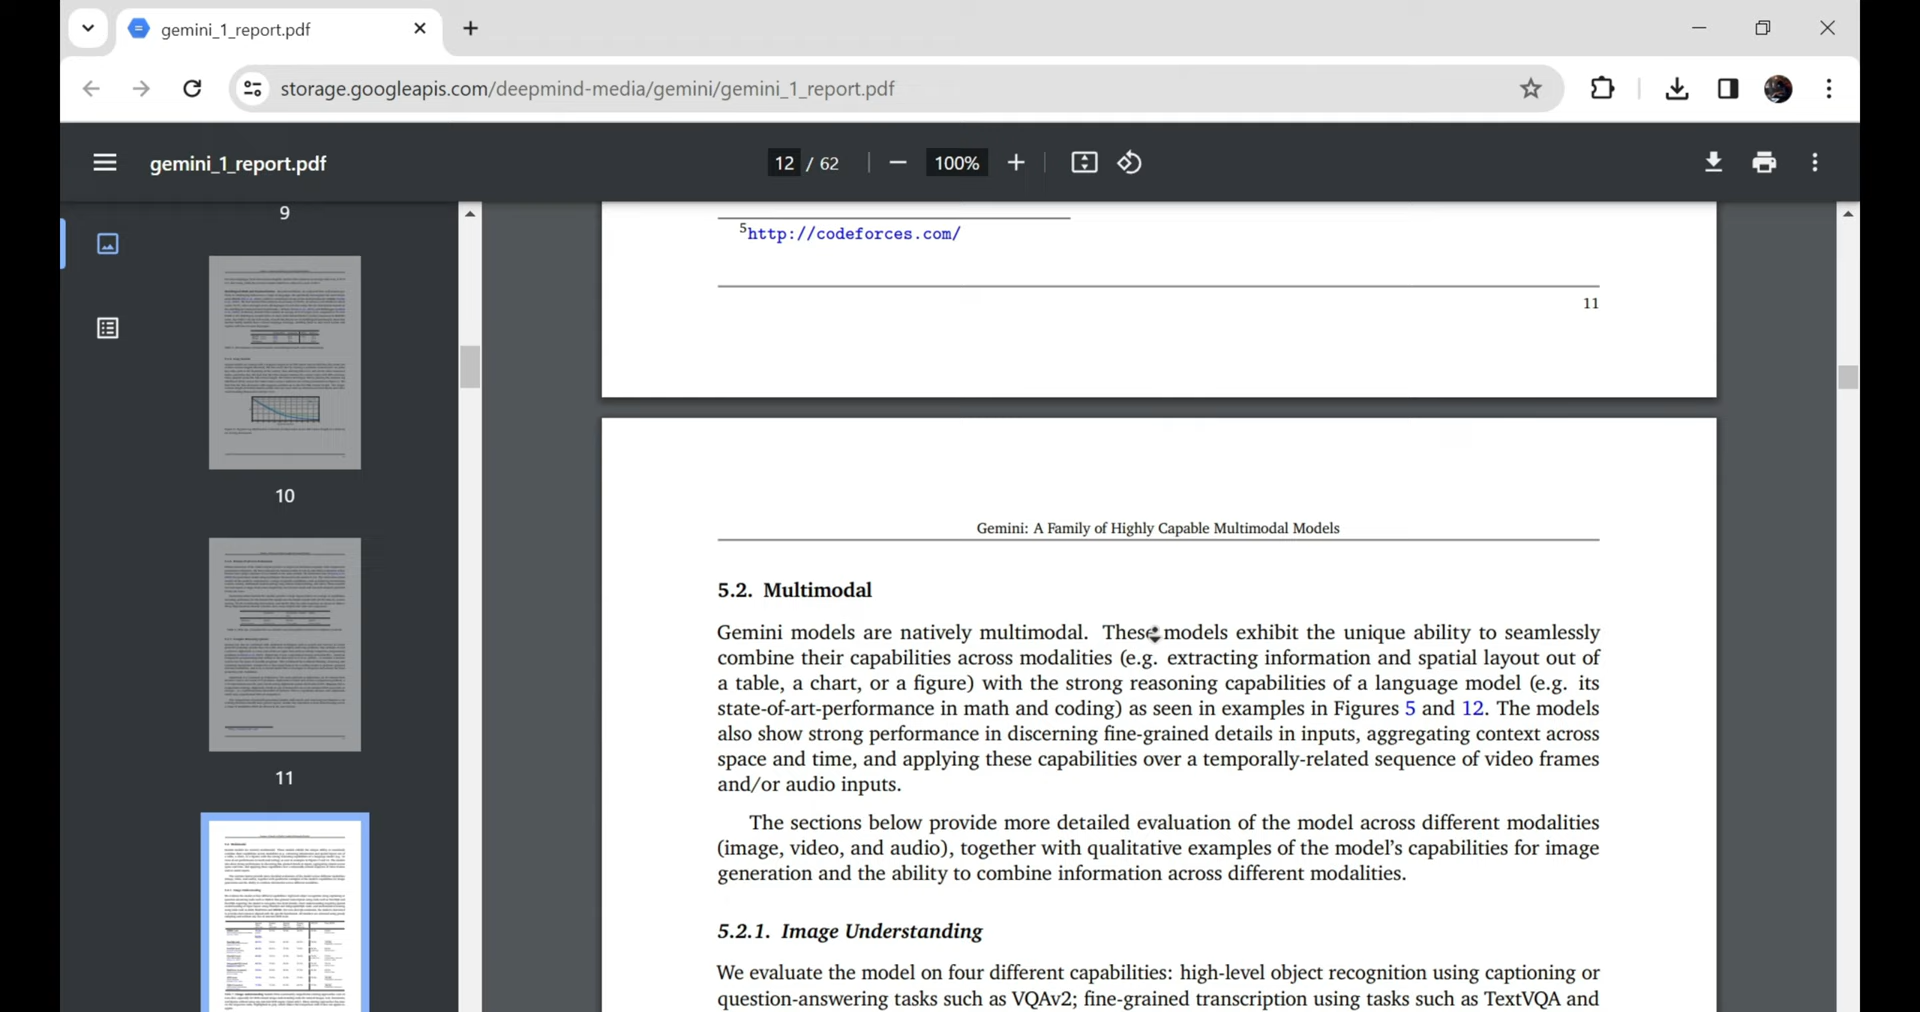 gemini_1_report.pdf
storage.googleapis.com/deepmind-media/gemini/gemini_1_report.pdf
gemini_1_report.pdf
12 / 62
100%
9
10
11
5http://codeforces.com/
11
Gemini: A Family of Highly Capable Multimodal Models
5.2. Multimodal
Gemini models are natively multimodal. These models exhibit the unique ability to seamlessly
combine their capabilities across modalities (e.g. extracting information and spatial layout out of
a table, a chart, or a figure) with the strong reasoning capabilities of a language model (e.g. its
state-of-art-performance in math and coding) as seen in examples in Figures 5 and 12. The models
also show strong performance in discerning fine-grained details in inputs, aggregating context across
space and time, and applying these capabilities over a temporally-related sequence of video frames
and/or audio inputs.
The sections below provide more detailed evaluation of the model across different modalities
(image, video, and audio), together with qualitative examples of the model's capabilities for image
generation and the ability to combine information across different modalities.
5.2.1. Image Understanding
We evaluate the model on four different capabilities: high-level object recognition using captioning or
question-answering tasks such as VQAv2; fine-grained transcription using tasks such as TextVQA and